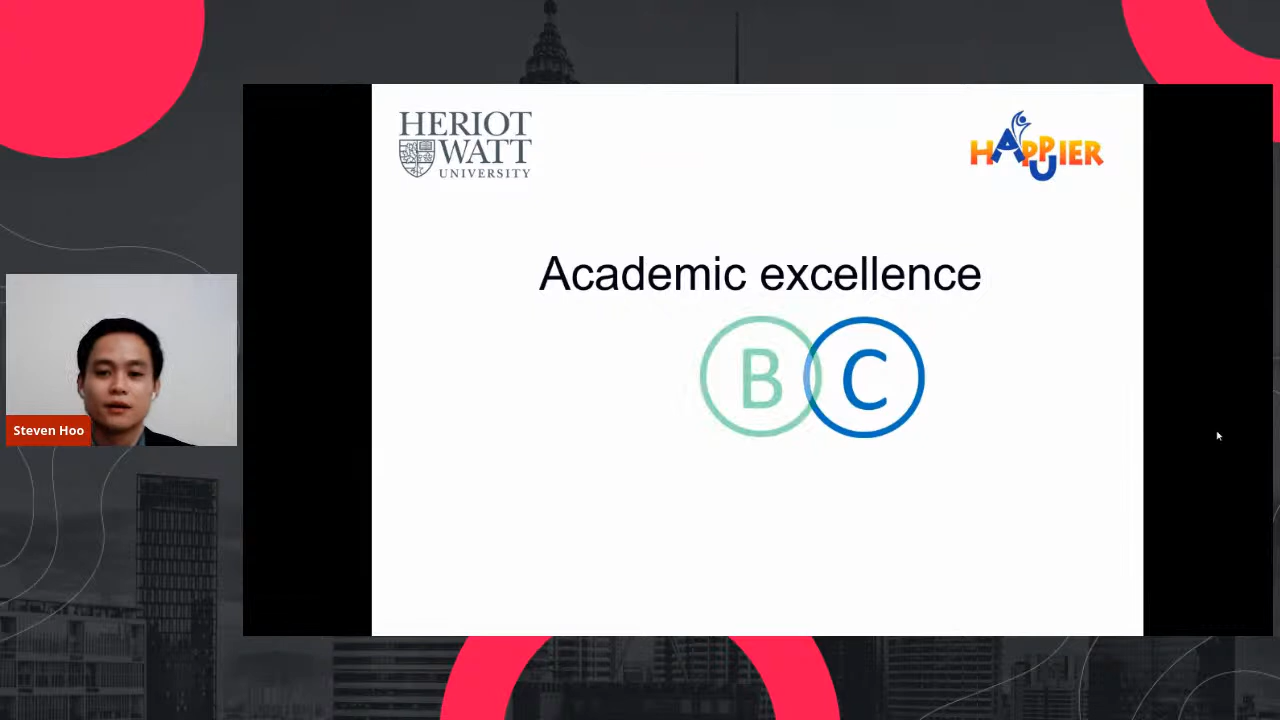 HERIOT
WATT
UNIVERSITY
HAPPIER
U
Academic excellence
B C
Steven Hoo